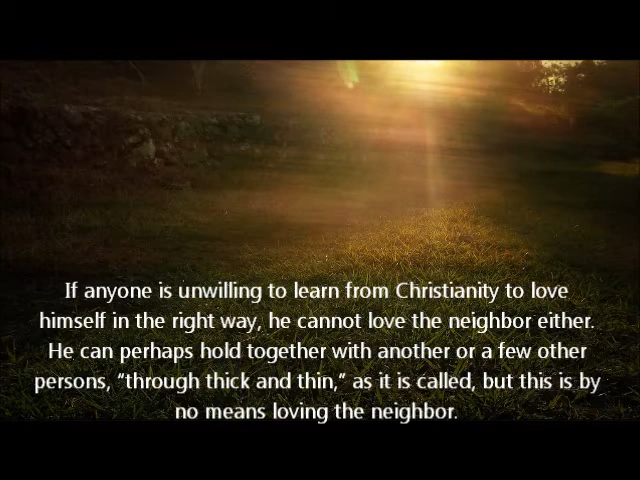 If anyone is unwilling to learn from Christianity to love
himself in the right way, he cannot love the neighbor either.
He can perhaps hold together with another or a few other
persons, “through thick and thin,” as it is called, but this is by
no means loving the neighbor.